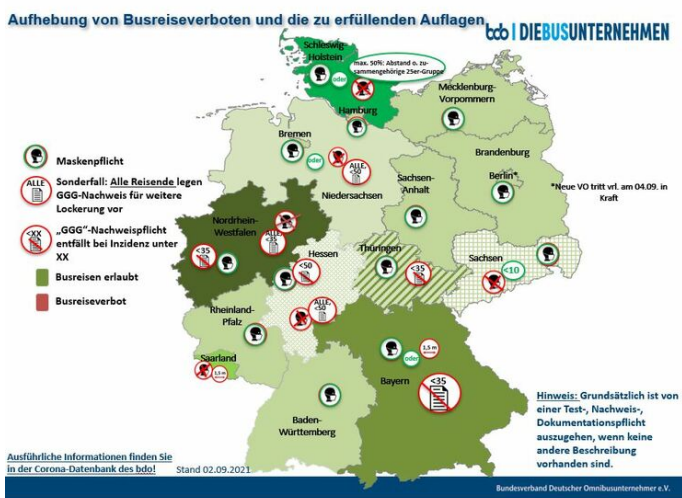 Aufhebung von Busreiseverboten und die zu erfüllenden Auflagen
bdo | DIE BUSUNTERNEHMEN
Schleswig-
Holstein
oder
max. 50%: Abstand o. zu-
sammengehörige 25er-Gruppe
Hamburg
Mecklenburg-
Vorpommern
Bremen
oder
ALLE,
<50
Niedersachsen
Brandenburg
Berlin*
*Neue VO tritt vrl. am 04.09. in
Kraft
Sachsen-
Anhalt
Maskenpflicht
ALLE
Sonderfall: Alle Reisende legen
GGG-Nachweis für weitere
Lockerung vor
<XX
„GGG“-Nachweispflicht
entfällt bei Inzidenz unter
XX
Busreisen erlaubt
Busreiseverbot
Nordrhein-
Westfalen
ALLE,
<35
<35
Hessen
<50
ALLE,
<50
Thüringen
<35
Sachsen
<10
Rheinland-
Pfalz
Saarland
1,5 m
1,5 m
oder
Bayern
<35
Baden-
Württemberg
Hinweis: Grundsätzlich ist von
einer Test-, Nachweis-,
Dokumentationspflicht
auszugehen, wenn keine
andere Beschreibung
vorhanden sind.
Ausführliche Informationen finden Sie
in der Corona-Datenbank des bdo!
Stand 02.09.2021
Bundesverband Deutscher Omnibusunternehmer e.V.